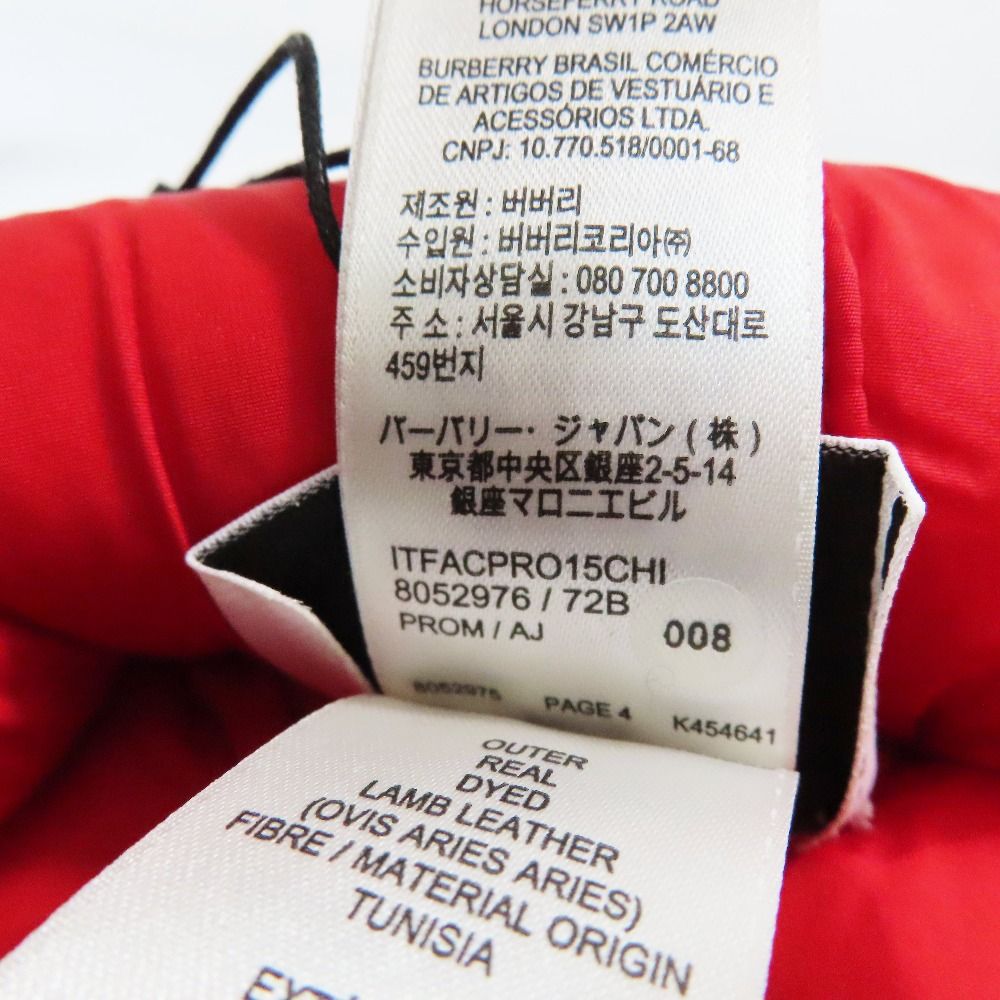 HORSEFERRY ROAD
LONDON SW1P 2AW
BURBERRY BRASIL COMÉRCIO
DE ARTIGOS DE VESTUÁRIO E
ACESSÓRIOS LTDA.
CNPJ: 10.770.518/0001-68
제조원 : 버버리
수입원 : 버버리코리아㈜
소비자상담실 : 080 700 8800
주 소 : 서울시 강남구 도산대로
459번지
バーバリー・ジャパン ( 株 )
東京都中央区銀座2-5-14
銀座マロニエビル
ITFACPRO15CHI
8052976 / 72B
PROM / AJ
008
8052975 PAGE 4 K454641
OUTER
REAL
DYED
LAMB LEATHER
(OVIS ARIES ARIES)
FIBRE / MATERIAL ORIGIN
TUNISIA